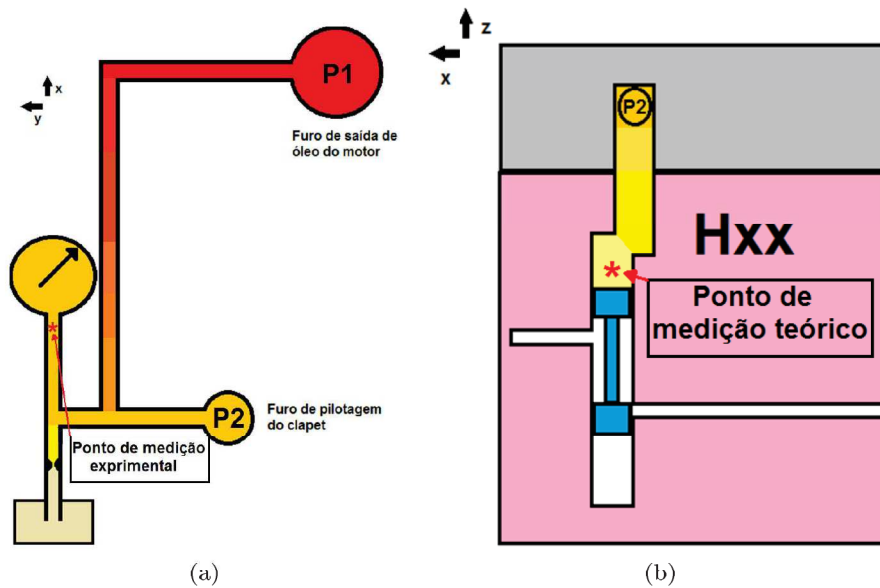 x
y
P1
Furo de saída de
óleo do motor
*
P2
Furo de pilotagem
do clapet
Ponto de medição
exprimental
(a)
z
x
P2
Hxx
*
Ponto de
medição teórico
(b)